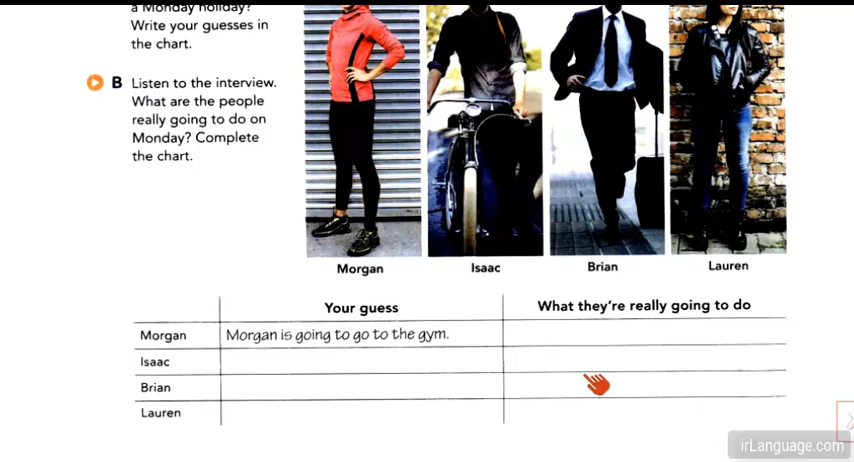 a Monday holiday?
Write your guesses in
the chart.
B Listen to the interview.
What are the people
really going to do on
Monday? Complete
the chart.
Morgan Isaac Brian Lauren
Your guess What they're really going to do
Morgan Morgan is going to go to the gym.
Isaac
Brian
Lauren
irLanguage.com